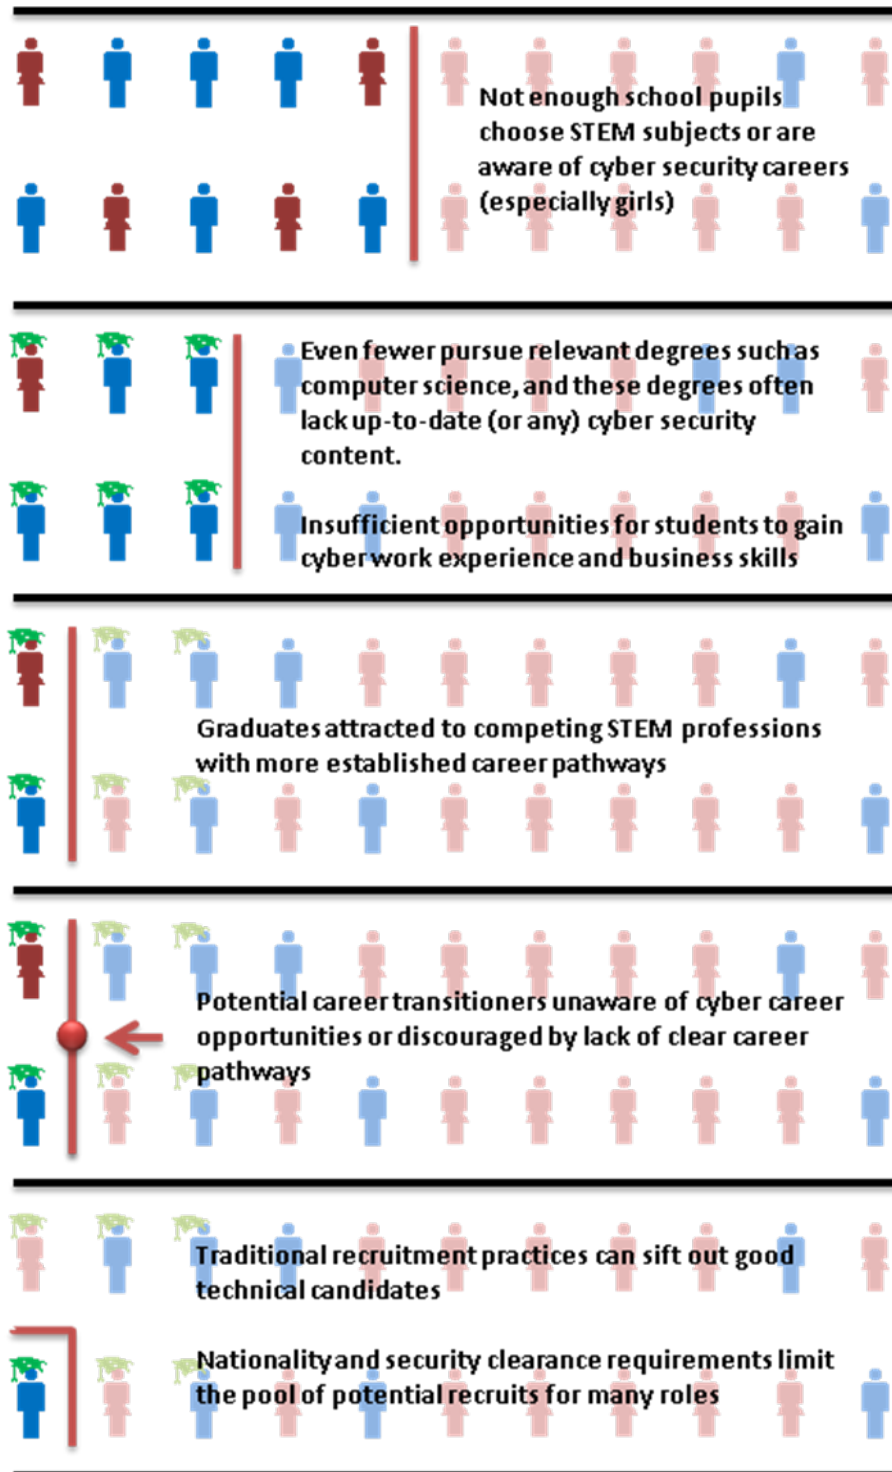 Not enough school pupils
choose STEM subjects or are
aware of cyber security careers
(especially girls)
Even fewer pursue relevant degrees such as
computer science, and these degrees often
lack up-to-date (or any) cyber security
content.
Insufficient opportunities for students to gain
cyber work experience and business skills
Graduates attracted to competing STEM professions
with more established career pathways
Potential career transitioners unaware of cyber career
opportunities or discouraged by lack of clear career
pathways
Traditional recruitment practices can sift out good
technical candidates
Nationality and security clearance requirements limit
the pool of potential recruits for many roles